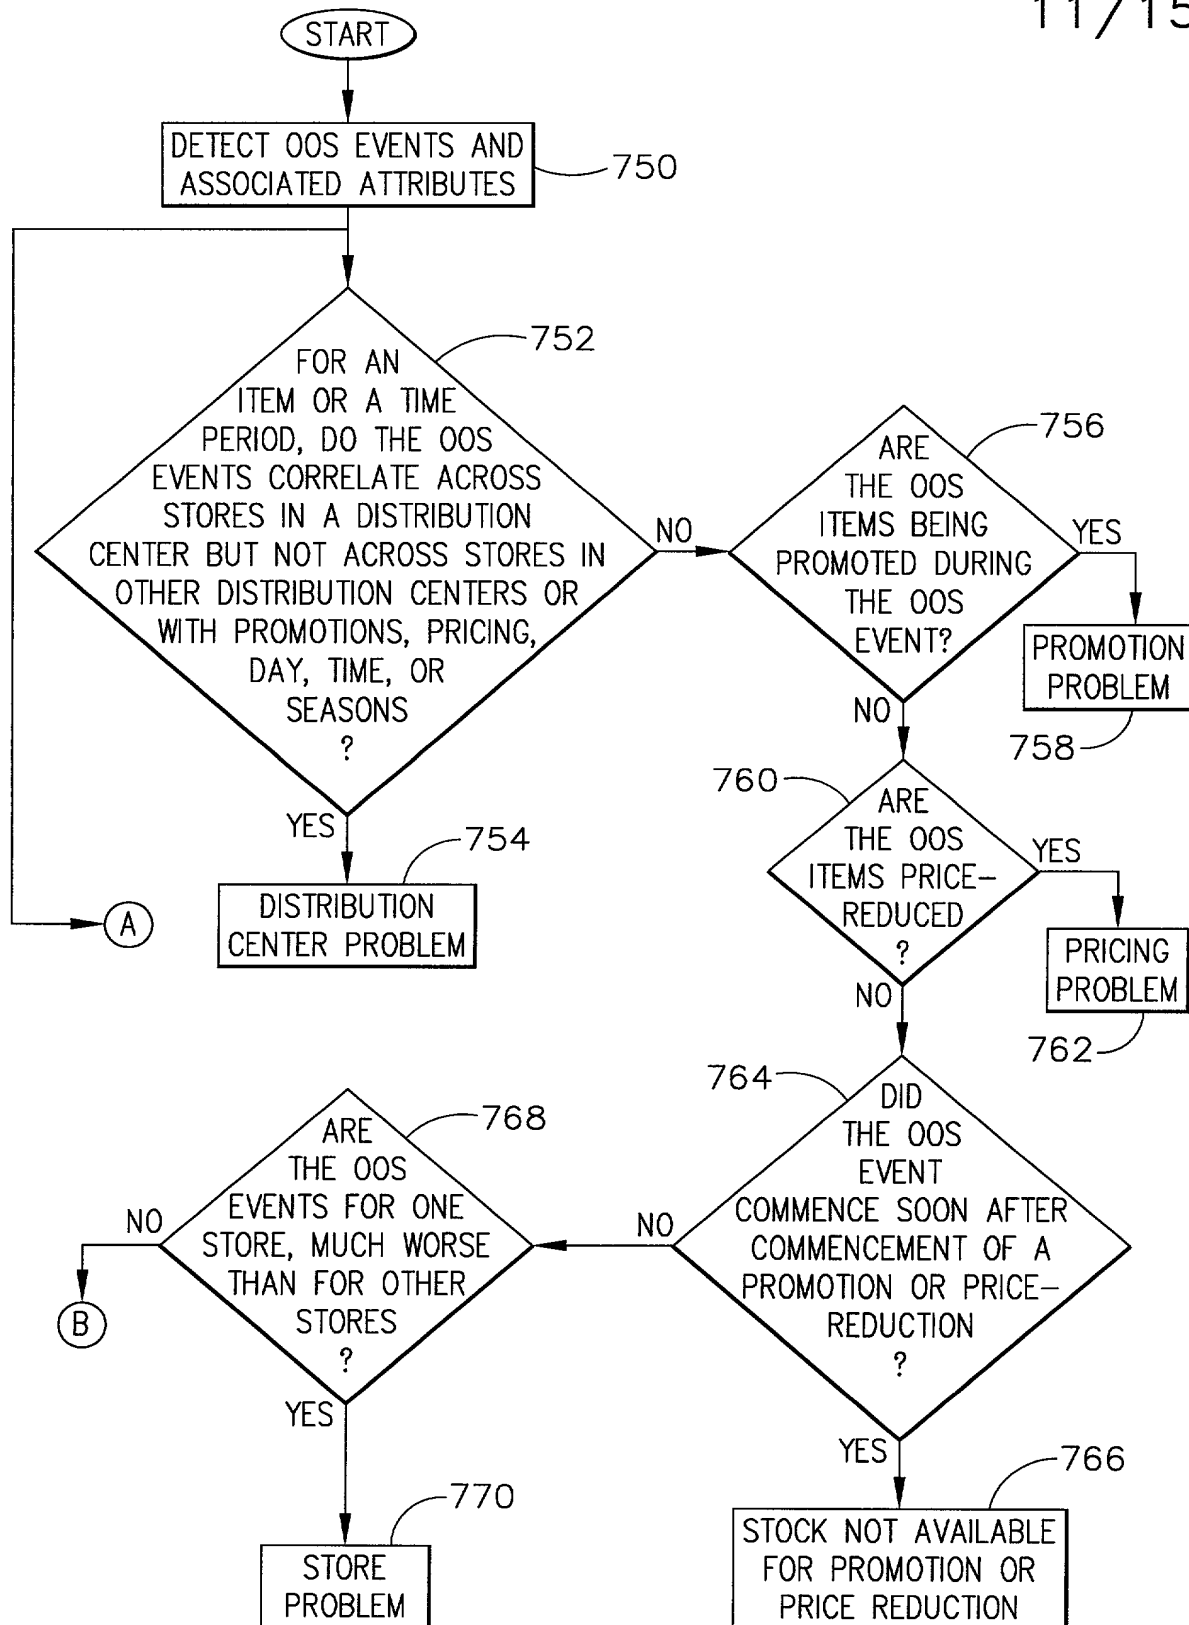 11/15
START
DETECT OOS EVENTS AND
ASSOCIATED ATTRIBUTES
750
752
FOR AN
ITEM OR A TIME
PERIOD, DO THE OOS
EVENTS CORRELATE ACROSS
STORES IN A DISTRIBUTION
CENTER BUT NOT ACROSS STORES IN
OTHER DISTRIBUTION CENTERS OR
WITH PROMOTIONS, PRICING,
DAY, TIME, OR
SEASONS
?
NO
YES
754
DISTRIBUTION
CENTER PROBLEM
A
756
ARE
THE OOS
ITEMS BEING
PROMOTED DURING
THE OOS
EVENT?
YES
PROMOTION
PROBLEM
758
NO
760
ARE
THE OOS
ITEMS PRICE-
REDUCED
?
YES
PRICING
PROBLEM
762
NO
764
DID
THE OOS
EVENT
COMMENCE SOON AFTER
COMMENCEMENT OF A
PROMOTION OR PRICE-
REDUCTION
?
NO
YES
766
STOCK NOT AVAILABLE
FOR PROMOTION OR
PRICE REDUCTION
768
ARE
THE OOS
EVENTS FOR ONE
STORE, MUCH WORSE
THAN FOR OTHER
STORES
?
NO
B
YES
770
STORE
PROBLEM